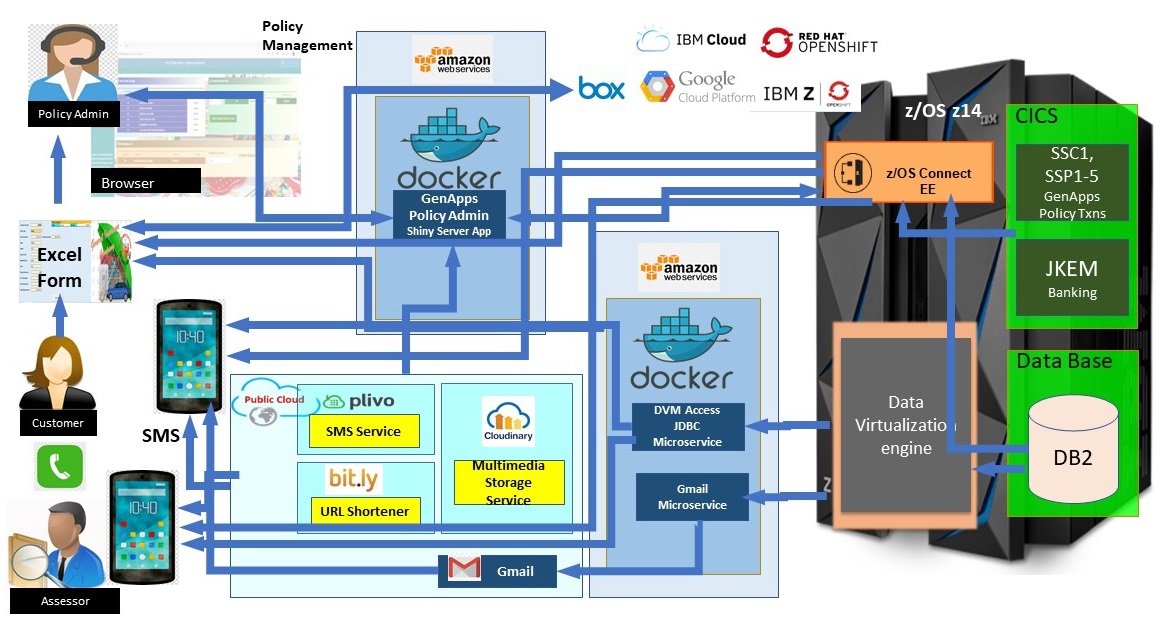 Policy
Management
amazon
web services
IBM Cloud
RED HAT
OPENSHIFT
box
Google
Cloud Platform
IBM Z
OPENSHIFT
Policy Admin
Browser
docker
GenApps
Policy Admin
Shiny Server App
z/OS z14
IBM
z/OS Connect
EE
CICS
SSC1,
SSP1-5
GenApps
Policy Txns
JKEM
Banking
Excel
Form
amazon
web services
docker
DVM Access
JDBC
Microservice
Gmail
Microservice
Data
Virtualization
engine
Z
Data Base
DB2
10:40
Customer
SMS
Public Cloud
plivo
SMS Service
bit.ly
URL Shortener
Cloudinary
Multimedia
Storage
Service
Gmail
10:40
Assessor